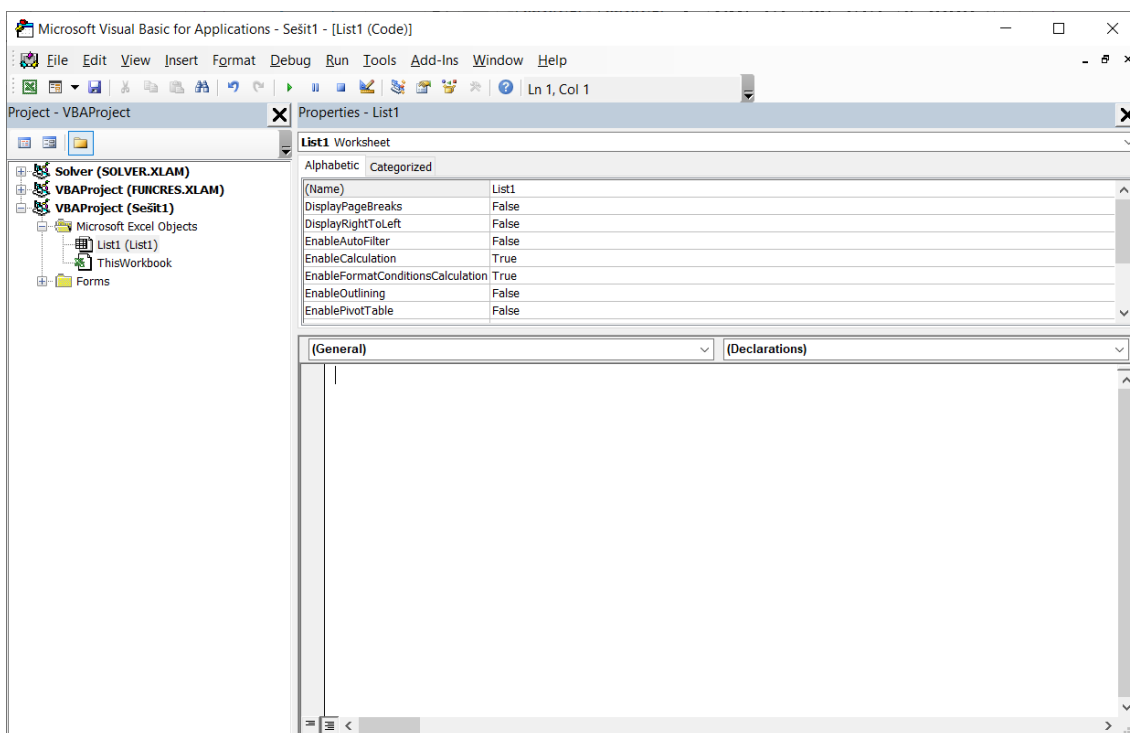 Microsoft Visual Basic for Applications - Sešit1 - [List1 (Code)]
File Edit View Insert Format Debug Run Tools Add-Ins Window Help
Ln 1, Col 1
Project - VBAProject
Solver (SOLVER.XLAM)
VBAProject (FUNCRES.XLAM)
VBAProject (Sešit1)
Microsoft Excel Objects
List1 (List1)
ThisWorkbook
Forms
Properties - List1
List1 Worksheet
Alphabetic Categorized
(Name) List1
DisplayPageBreaks False
DisplayRightToLeft False
EnableAutoFilter False
EnableCalculation True
EnableFormatConditionsCalculation True
EnableOutlining False
EnablePivotTable False
(General) (Declarations)